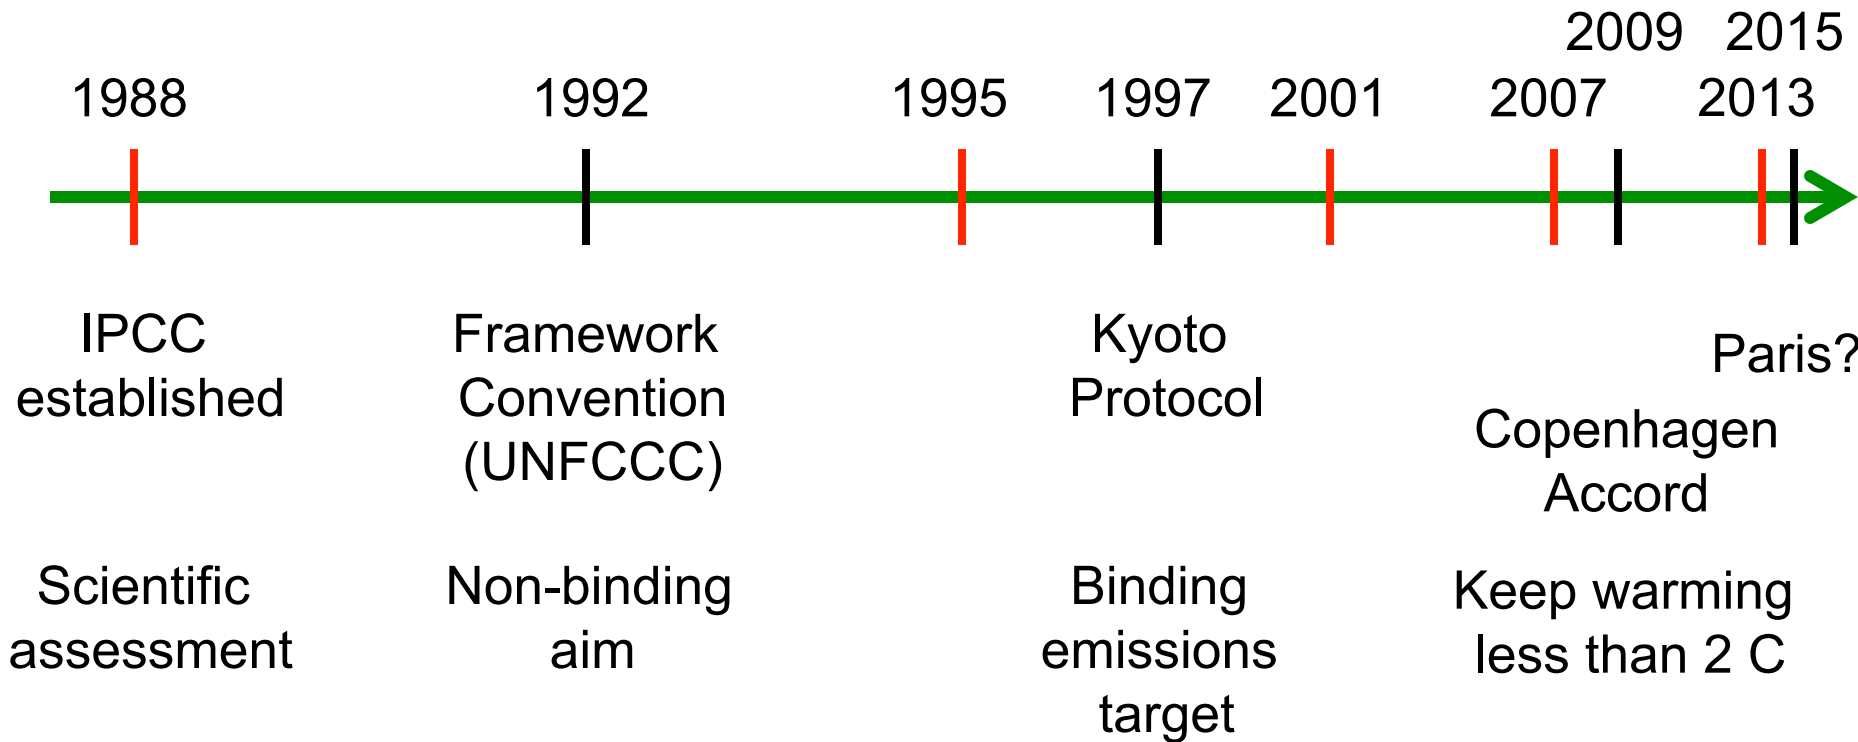 2009 2015
1988 1992 1995 1997 2001 2007 2013
IPCC
established
Framework
Convention
(UNFCCC)
Kyoto
Protocol
Paris?
Copenhagen
Accord
Scientific
assessment
Non-binding
aim
Binding
emissions
target
Keep warming
less than 2 C